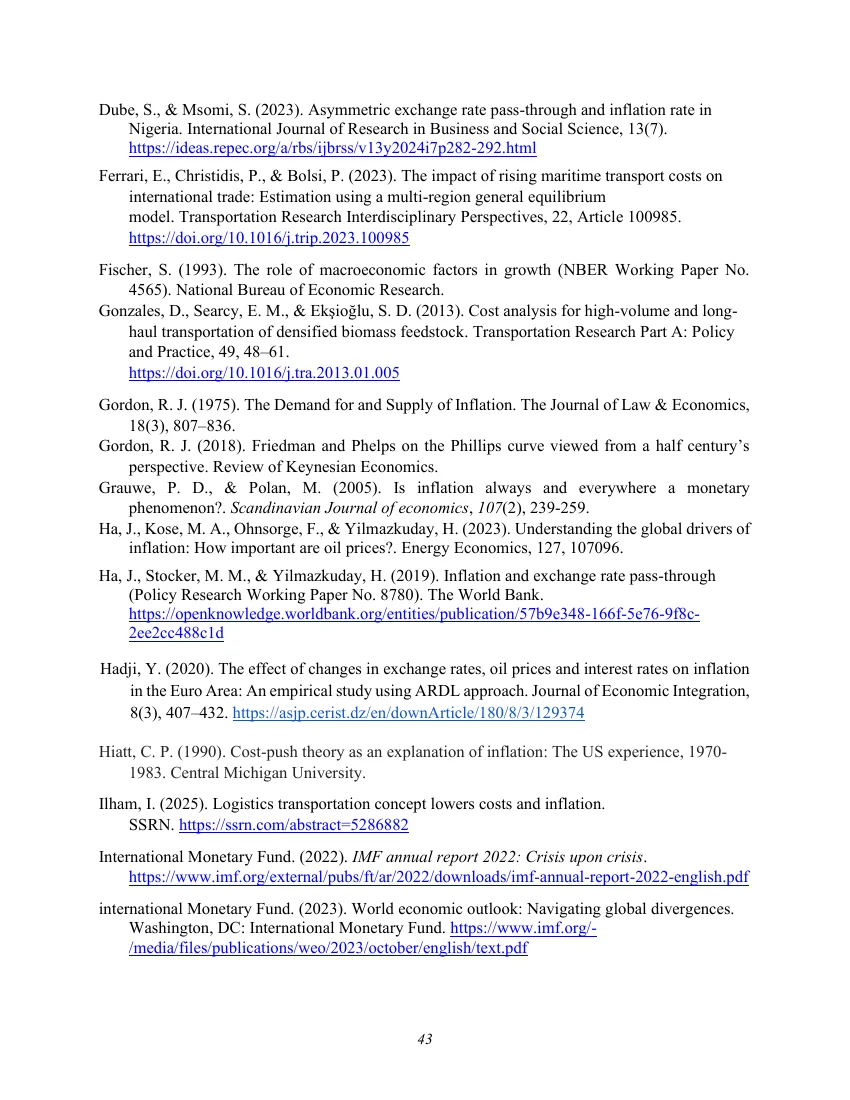 Dube, S., & Msomi, S. (2023). Asymmetric exchange rate pass-through and inflation rate in
Nigeria. International Journal of Research in Business and Social Science, 13(7).
https://ideas.repec.org/a/rbs/ijbrss/v13y2024i7p282-292.html
Ferrari, E., Christidis, P., & Bolsi, P. (2023). The impact of rising maritime transport costs on
international trade: Estimation using a multi-region general equilibrium
model. Transportation Research Interdisciplinary Perspectives, 22, Article 100985.
https://doi.org/10.1016/j.trip.2023.100985
Fischer, S. (1993). The role of macroeconomic factors in growth (NBER Working Paper No.
4565). National Bureau of Economic Research.
Gonzales, D., Searcy, E. M., & Ekşioğlu, S. D. (2013). Cost analysis for high-volume and long-
haul transportation of densified biomass feedstock. Transportation Research Part A: Policy
and Practice, 49, 48–61.
https://doi.org/10.1016/j.tra.2013.01.005
Gordon, R. J. (1975). The Demand for and Supply of Inflation. The Journal of Law & Economics,
18(3), 807–836.
Gordon, R. J. (2018). Friedman and Phelps on the Phillips curve viewed from a half century’s
perspective. Review of Keynesian Economics.
Grauwe, P. D., & Polan, M. (2005). Is inflation always and everywhere a monetary
phenomenon?. Scandinavian Journal of economics, 107(2), 239-259.
Ha, J., Kose, M. A., Ohnsorge, F., & Yilmazkuday, H. (2023). Understanding the global drivers of
inflation: How important are oil prices?. Energy Economics, 127, 107096.
Ha, J., Stocker, M. M., & Yilmazkuday, H. (2019). Inflation and exchange rate pass-through
(Policy Research Working Paper No. 8780). The World Bank.
https://openknowledge.worldbank.org/entities/publication/57b9e348-166f-5e76-9f8c-
2ee2cc488c1d
Hadji, Y. (2020). The effect of changes in exchange rates, oil prices and interest rates on inflation
in the Euro Area: An empirical study using ARDL approach. Journal of Economic Integration,
8(3), 407–432. https://asjp.cerist.dz/en/downArticle/180/8/3/129374
Hiatt, C. P. (1990). Cost-push theory as an explanation of inflation: The US experience, 1970-
1983. Central Michigan University.
Ilham, I. (2025). Logistics transportation concept lowers costs and inflation.
SSRN. https://ssrn.com/abstract=5286882
International Monetary Fund. (2022). IMF annual report 2022: Crisis upon crisis.
https://www.imf.org/external/pubs/ft/ar/2022/downloads/imf-annual-report-2022-english.pdf
international Monetary Fund. (2023). World economic outlook: Navigating global divergences.
Washington, DC: International Monetary Fund. https://www.imf.org/-
/media/files/publications/weo/2023/october/english/text.pdf
43